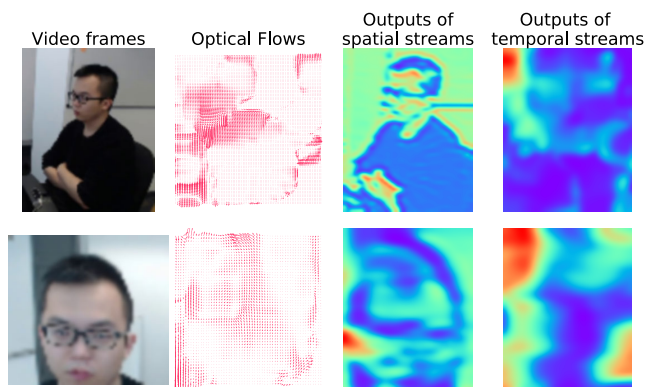 Video frames
Optical Flows
Outputs of
spatial streams
Outputs of
temporal streams